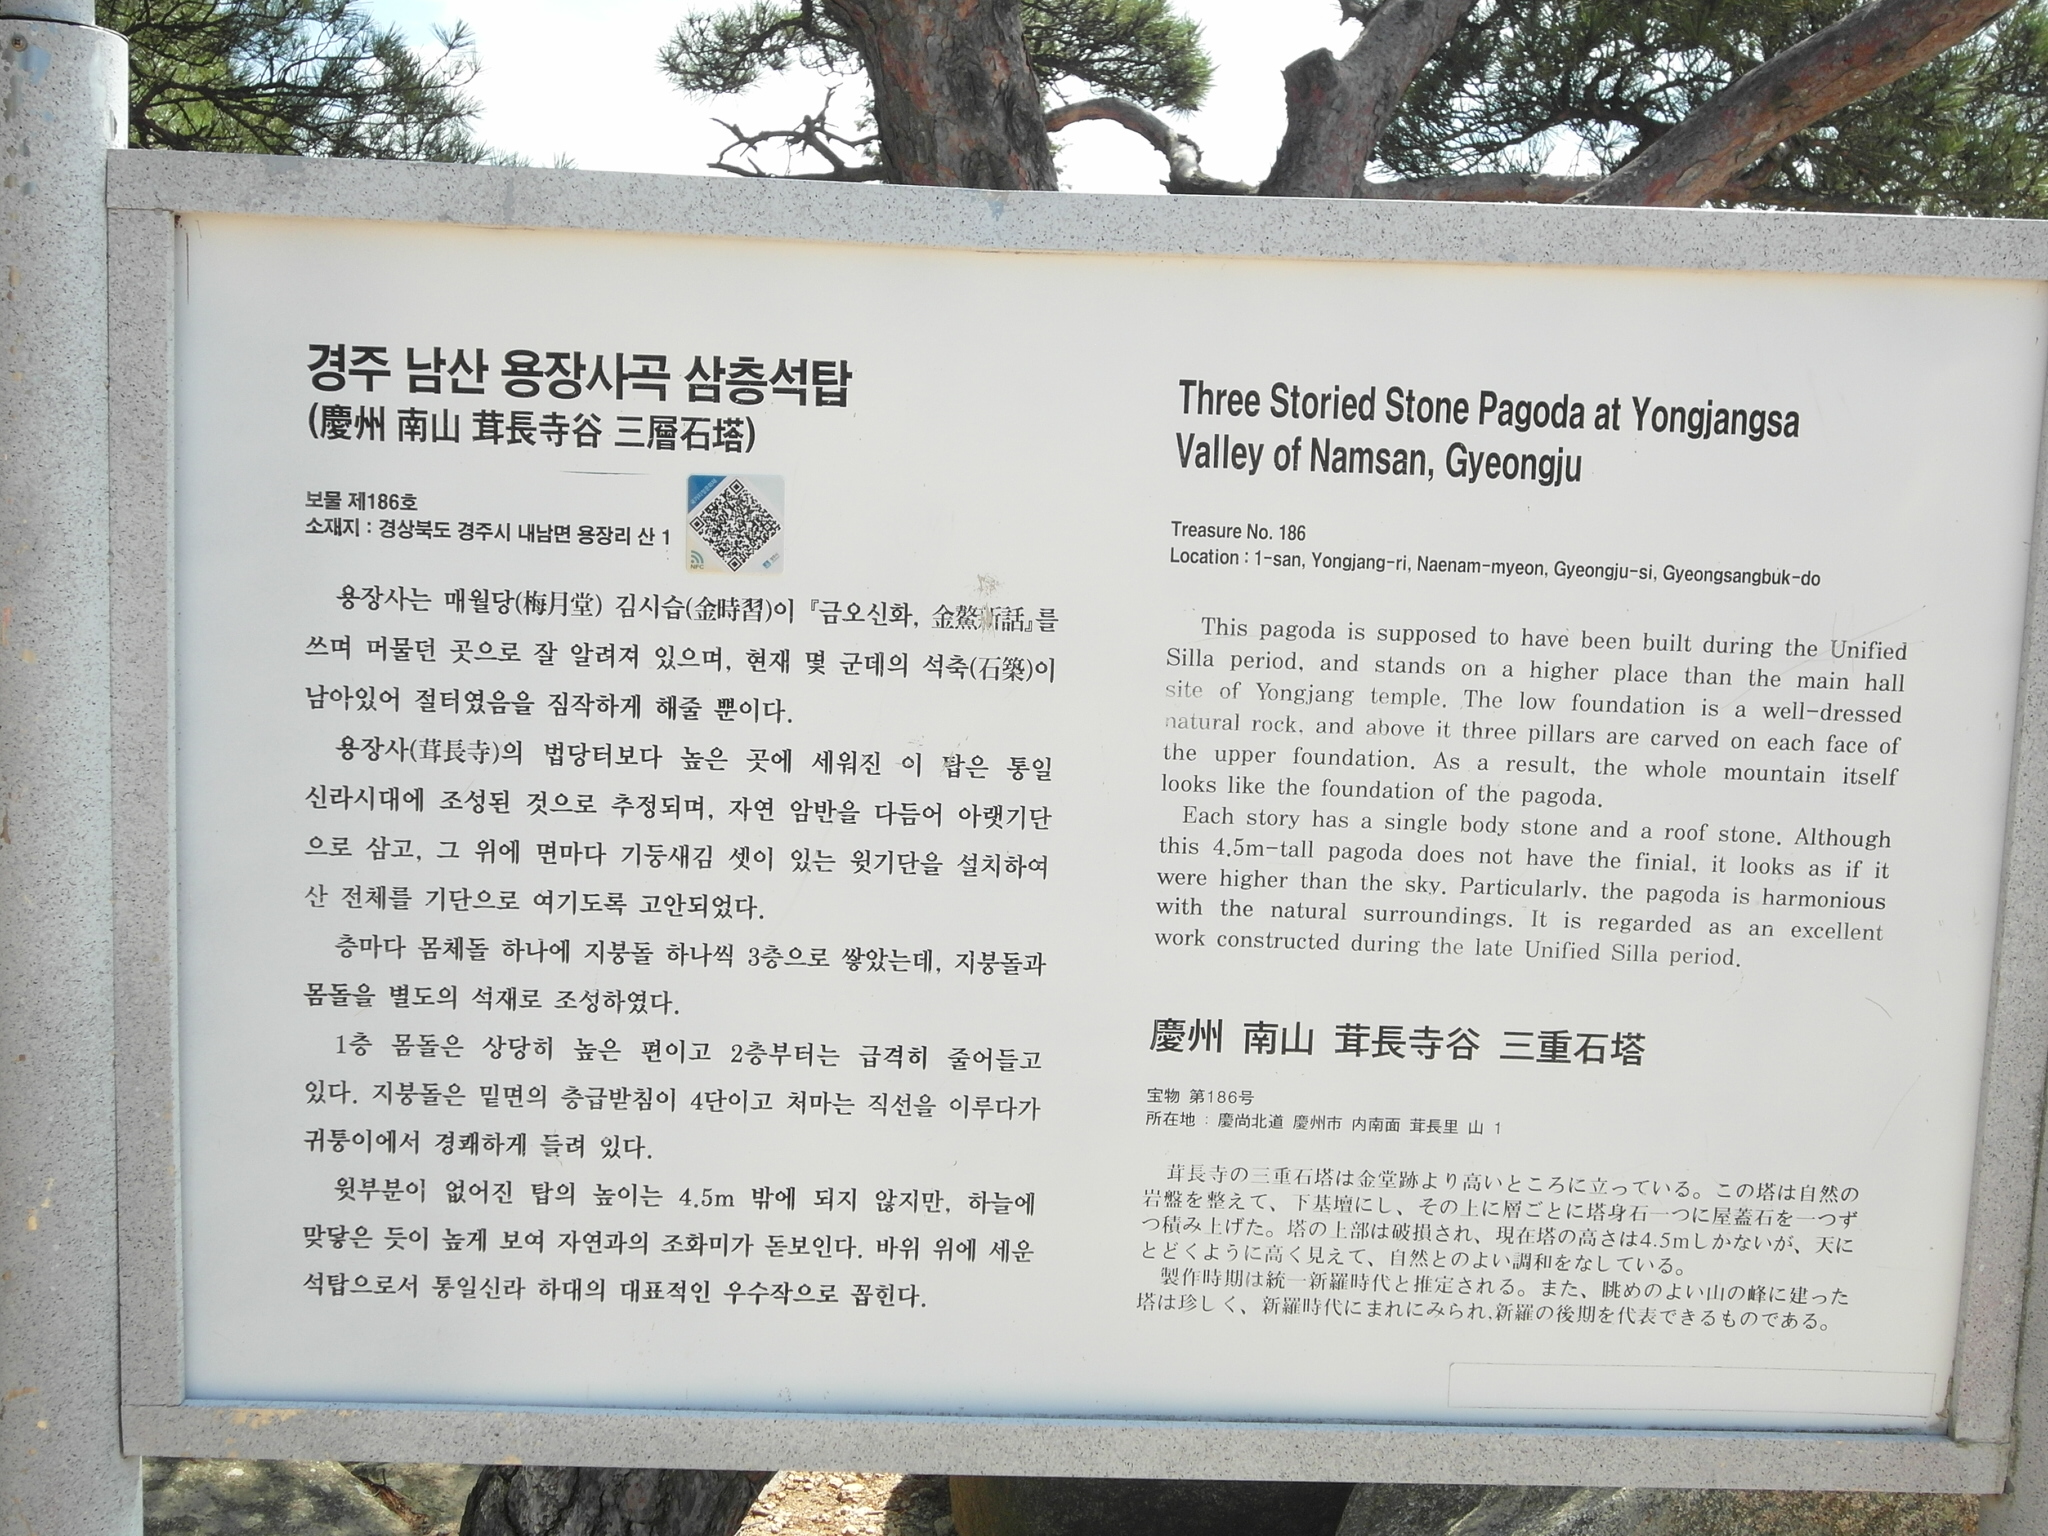 경주 남산 용장사곡 삼층석탑
(慶州 南山 茸長寺谷 三層石塔)
보물 제186호
소재지 : 경상북도 경주시 내남면 용장리 산 1
NFC
용장사는 매월당(梅月堂) 김시습(金時習)이 『금오신화, 金鰲新話』를
쓰며 머물던 곳으로 잘 알려져 있으며, 현재 몇 군데의 석축(石築)이
남아있어 절터였음을 짐작하게 해줄 뿐이다.
용장사(茸長寺)의 법당터보다 높은 곳에 세워진 이 탑은 통일
신라시대에 조성된 것으로 추정되며, 자연 암반을 다듬어 아랫기단
으로 삼고, 그 위에 면마다 기둥새김 셋이 있는 윗기단을 설치하여
산 전체를 기단으로 여기도록 고안되었다.
층마다 몸체돌 하나에 지붕돌 하나씩 3층으로 쌓았는데, 지붕돌과
몸돌을 별도의 석재로 조성하였다.
1층 몸돌은 상당히 높은 편이고 2층부터는 급격히 줄어들고
있다. 지붕돌은 밑면의 층급받침이 4단이고 처마는 직선을 이루다가
귀퉁이에서 경쾌하게 들려 있다.
윗부분이 없어진 탑의 높이는 4.5m 밖에 되지 않지만, 하늘에
맞닿은 듯이 높게 보여 자연과의 조화미가 돋보인다. 바위 위에 세운
석탑으로서 통일신라 하대의 대표적인 우수작으로 꼽힌다.
Three Storied Stone Pagoda at Yongjangsa
Valley of Namsan, Gyeongju
Treasure No. 186
Location : 1-san, Yongjang-ri, Naenam-myeon, Gyeongju-si, Gyeongsangbuk-do
This pagoda is supposed to have been built during the Unified
Silla period, and stands on a higher place than the main hall
site of Yongjang temple. The low foundation is a well-dressed
natural rock, and above it three pillars are carved on each face of
the upper foundation. As a result, the whole mountain itself
looks like the foundation of the pagoda.
Each story has a single body stone and a roof stone. Although
this 4.5m-tall pagoda does not have the finial, it looks as if it
were higher than the sky. Particularly, the pagoda is harmonious
with the natural surroundings. It is regarded as an excellent
work constructed during the late Unified Silla period.
慶州 南山 茸長寺谷 三重石塔
宝物 第186号
所在地 : 慶尚北道 慶州市 内南面 茸長里 山 1
茸長寺の三重石塔は金堂跡より高いところに立っている。この塔は自然の
岩盤を整えて、下基壇にし、その上に層ごとに塔身石一つに屋蓋石を一つず
つ積み上げた。塔の上部は破損され、現在塔の高さは4.5mしかないが、天に
とどくように高く見えて、自然とのよい調和をなしている。
製作時期は統一新羅時代と推定される。また、眺めのよい山の峰に建った
塔は珍しく、新羅時代にまれにみられ,新羅の後期を代表できるものである。